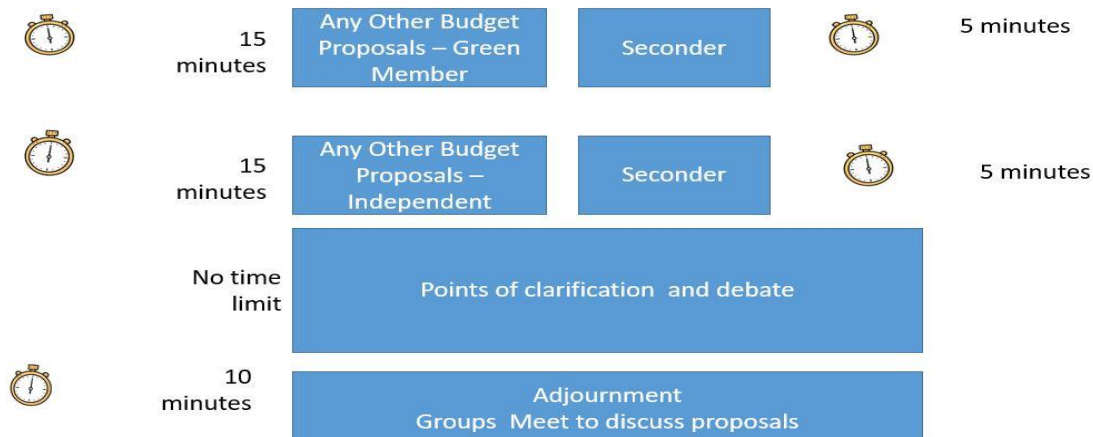 15
minutes
Any Other Budget
Proposals – Green
Member
Seconder
5 minutes
15
minutes
Any Other Budget
Proposals –
Independent
Seconder
5 minutes
No time
limit
Points of clarification and debate
10
minutes
Adjournment
Groups Meet to discuss proposals